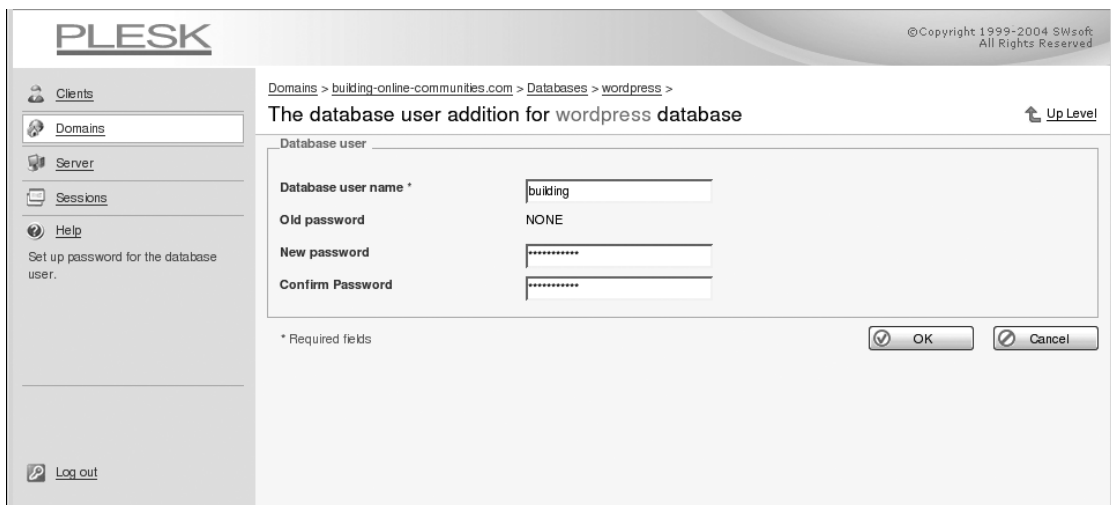 PLESK
©Copyright 1999-2004 SWsoft
All Rights Reserved
Clients
Domains
Server
Sessions
Help
Set up password for the database
user.
Log out
Domains > building-online-communities.com > Databases > wordpress >
The database user addition for wordpress database
Up Level
Database user
Database user name *
building
Old password
NONE
New password
***********
Confirm Password
***********
* Required fields
OK
Cancel